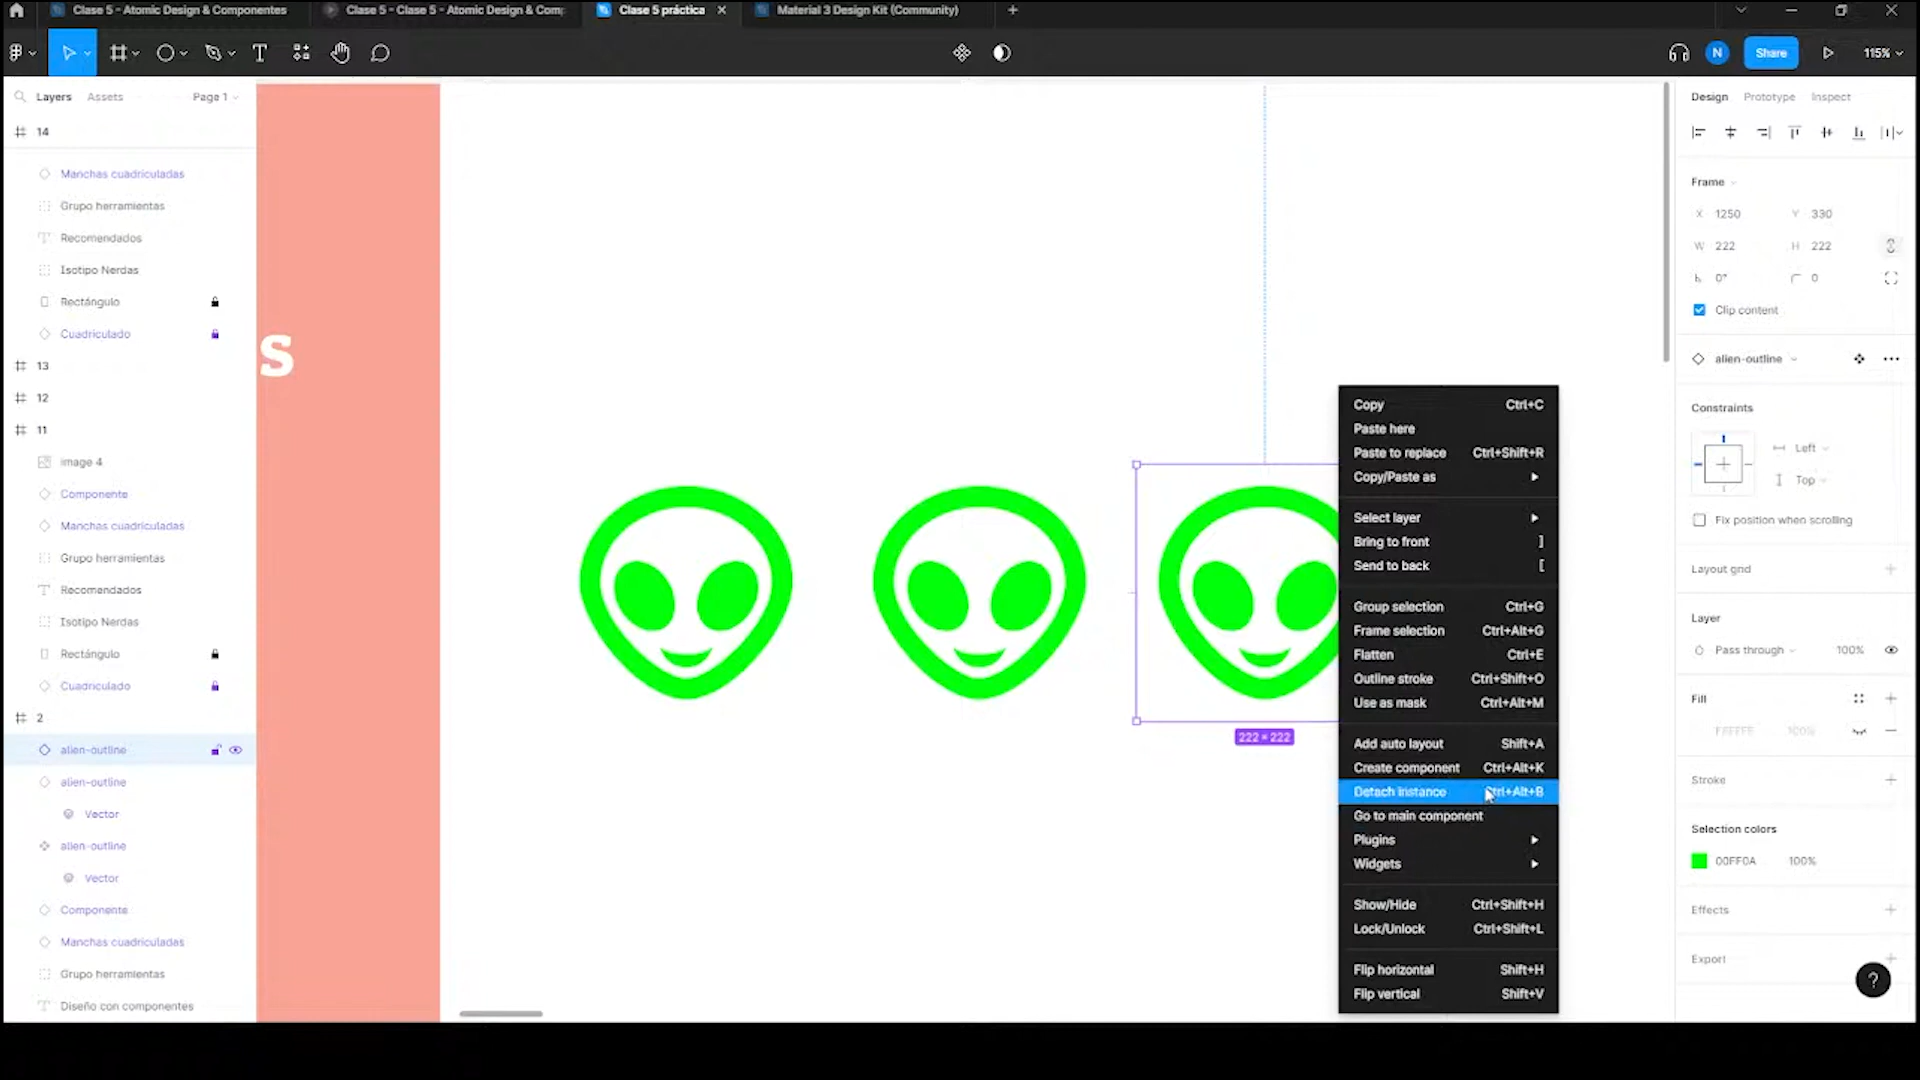 Clase 5 - Atomic Design & Componentes
Clase 5 - Clase 5 - Atomic Design & Com
Clase 5 práctica
Material 3 Design Kit (Community)
N
Share
115%
Layers
Assets
Page 1
14
Manchas cuadriculadas
Grupo herramientas
Recomendados
Isotipo Nerdas
Rectángulo
Cuadriculado
13
12
11
image 4
Componente
Manchas cuadriculadas
Grupo herramientas
Recomendados
Isotipo Nerdas
Rectángulo
Cuadriculado
2
alien-outline
alien-outline
Vector
alien-outline
Vector
Componente
Manchas cuadriculadas
Grupo herramientas
Diseño con componentes
s
222 × 222
Copy Ctrl+C
Paste here
Paste to replace Ctrl+Shift+R
Copy/Paste as
Select layer
Bring to front ]
Send to back [
Group selection Ctrl+G
Frame selection Ctrl+Alt+G
Flatten Ctrl+E
Outline stroke Ctrl+Shift+O
Use as mask Ctrl+Alt+M
Add auto layout Shift+A
Create component Ctrl+Alt+K
Detach instance Ctrl+Alt+B
Go to main component
Plugins
Widgets
Show/Hide Ctrl+Shift+H
Lock/Unlock Ctrl+Shift+L
Flip horizontal Shift+H
Flip vertical Shift+V
Design
Prototype
Inspect
Frame
X 1250 Y 330
W 222 H 222
0° 0
Clip content
alien-outline
Constraints
Left
Top
Fix position when scrolling
Layout grid
Layer
Pass through 100%
Fill
FFFFFF 100%
Stroke
Selection colors
00FF0A 100%
Effects
Export
?